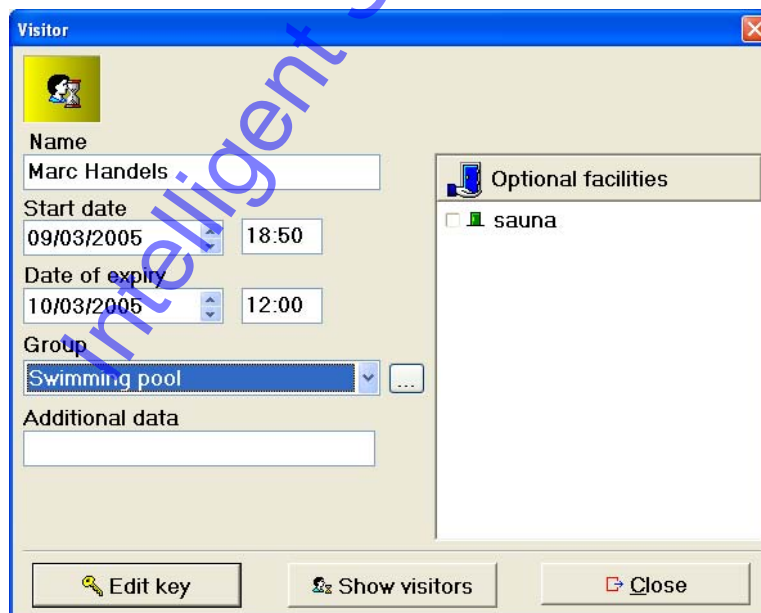 Visitor
Name
Marc Handels
Start date
09/03/2005 18:50
Date of expiry
10/03/2005 12:00
Group
Swimming pool ...
Additional data
Optional facilities
sauna
Edit key
Show visitors
Close
Intelligent